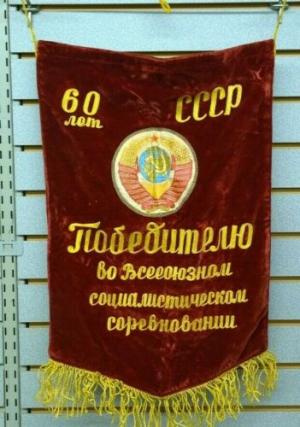 60 СССР
лет
Победителю
во Всесоюзном
социалистическом
соревновании